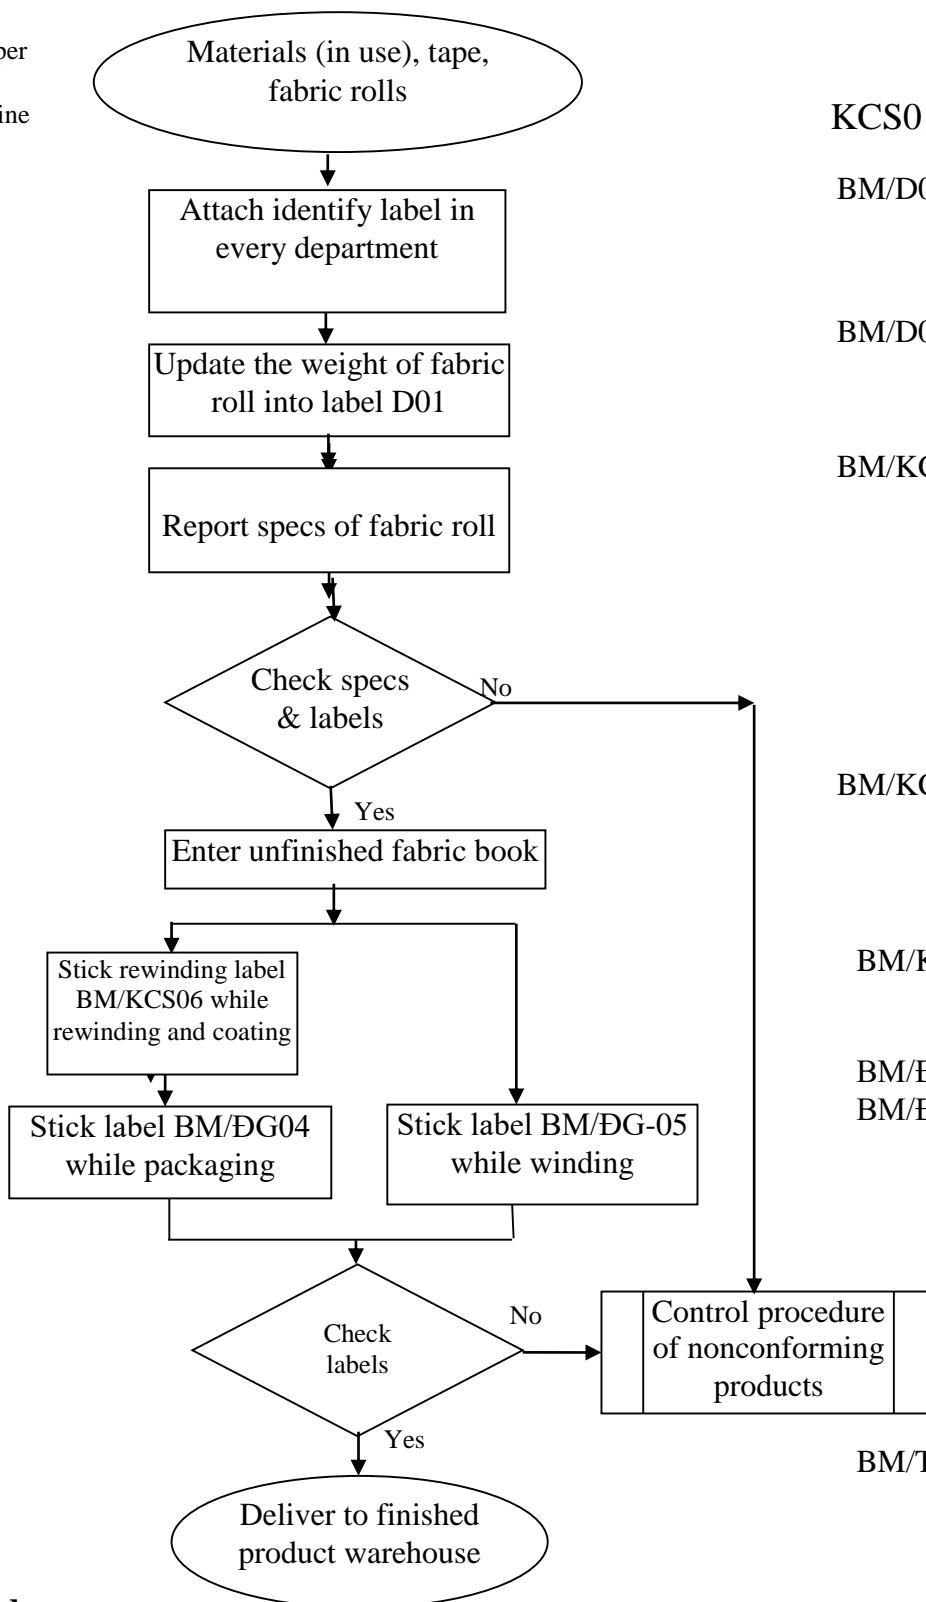 Materials (in use), tape,
fabric rolls
KCS0
Attach identify label in
every department
BM/D0
Update the weight of fabric
roll into label D01
BM/D0
Report specs of fabric roll
BM/KC
Check specs
& labels
No
Yes
BM/KC
Enter unfinished fabric book
Stick rewinding label
BM/KCS06 while
rewinding and coating
BM/K
Stick label BM/ĐG04
while packaging
Stick label BM/ĐG-05
while winding
BM/Đ
BM/Đ
Check
labels
No
Control procedure
of nonconforming
products
Yes
BM/T
Deliver to finished
product warehouse